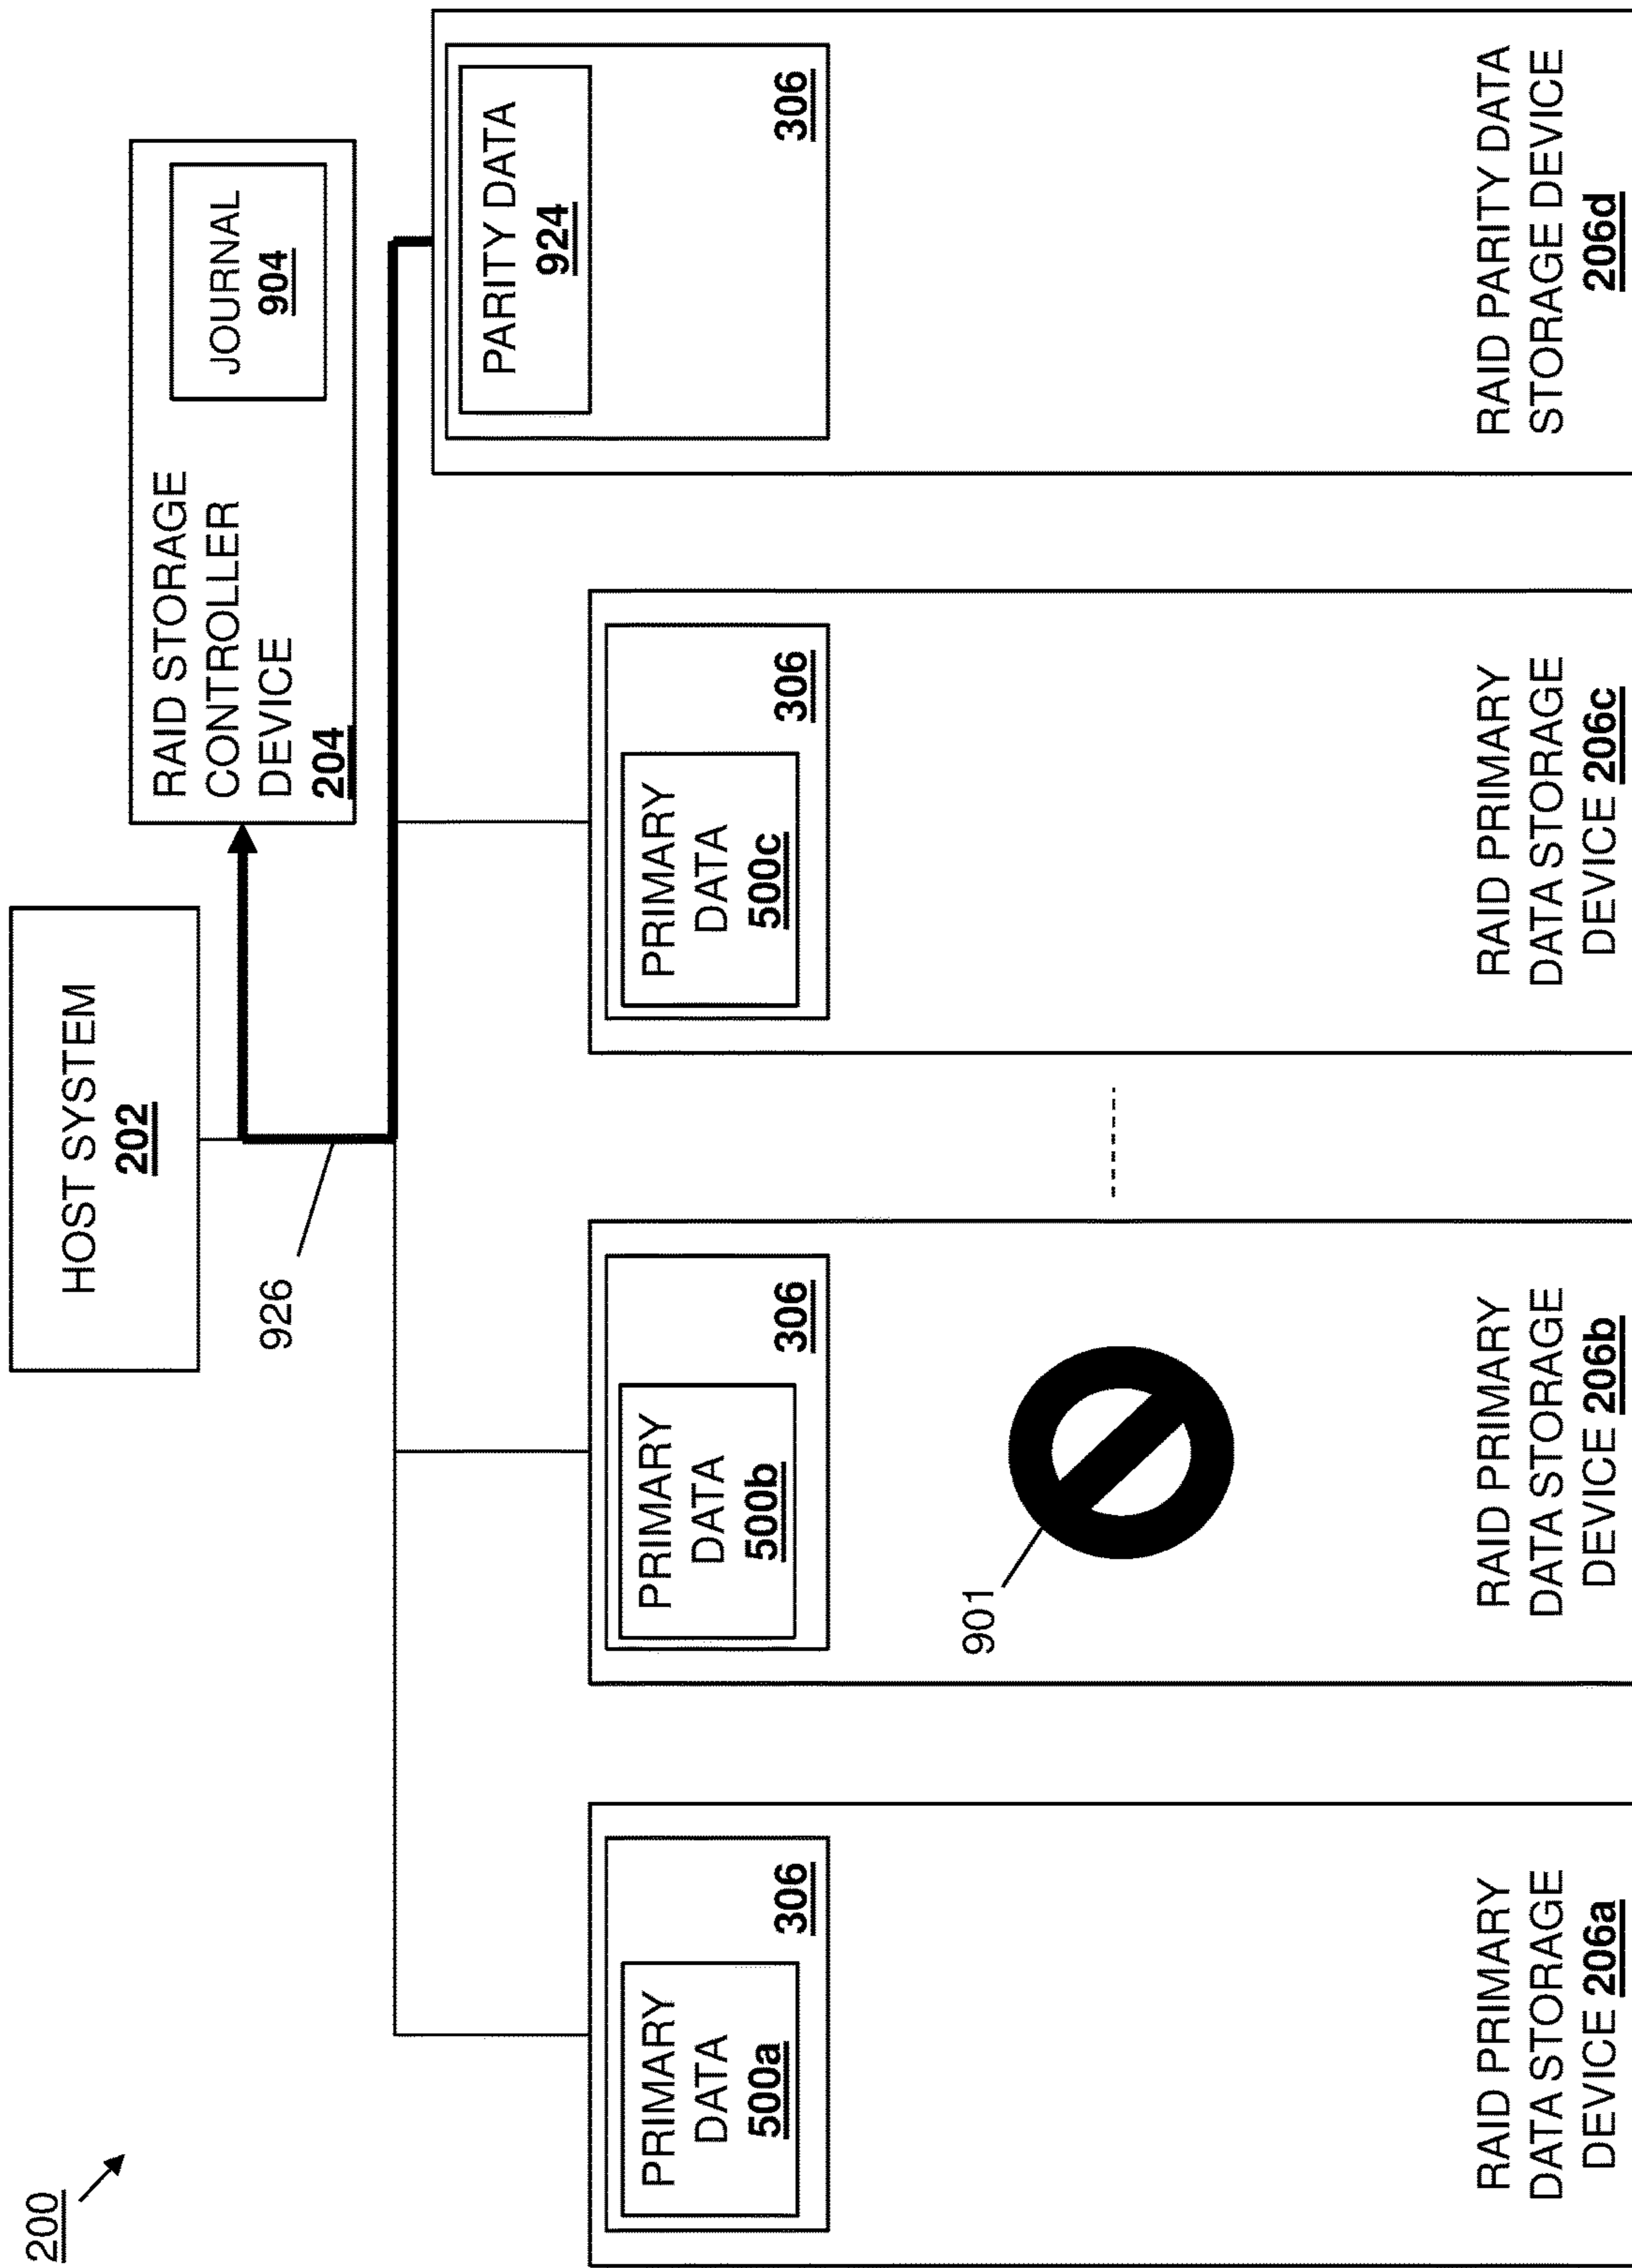 200
HOST SYSTEM
202
RAID STORAGE
CONTROLLER
DEVICE
204
JOURNAL
904
926
PRIMARY
DATA
500a
306
RAID PRIMARY
DATA STORAGE
DEVICE 206a
PRIMARY
DATA
500b
306
901
RAID PRIMARY
DATA STORAGE
DEVICE 206b
PRIMARY
DATA
500c
306
RAID PRIMARY
DATA STORAGE
DEVICE 206c
PARITY DATA
924
306
RAID PARITY DATA
STORAGE DEVICE
206d